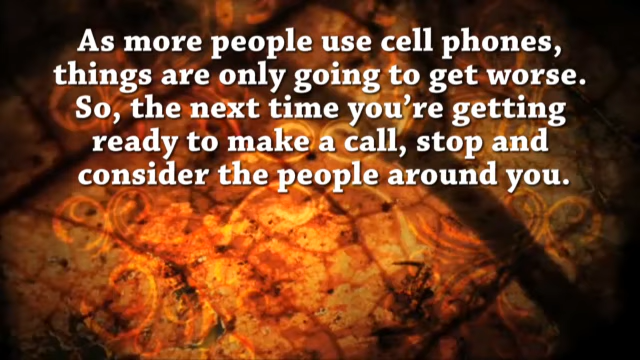 As more people use cell phones,
things are only going to get worse.
So, the next time you’re getting
ready to make a call, stop and
consider the people around you.